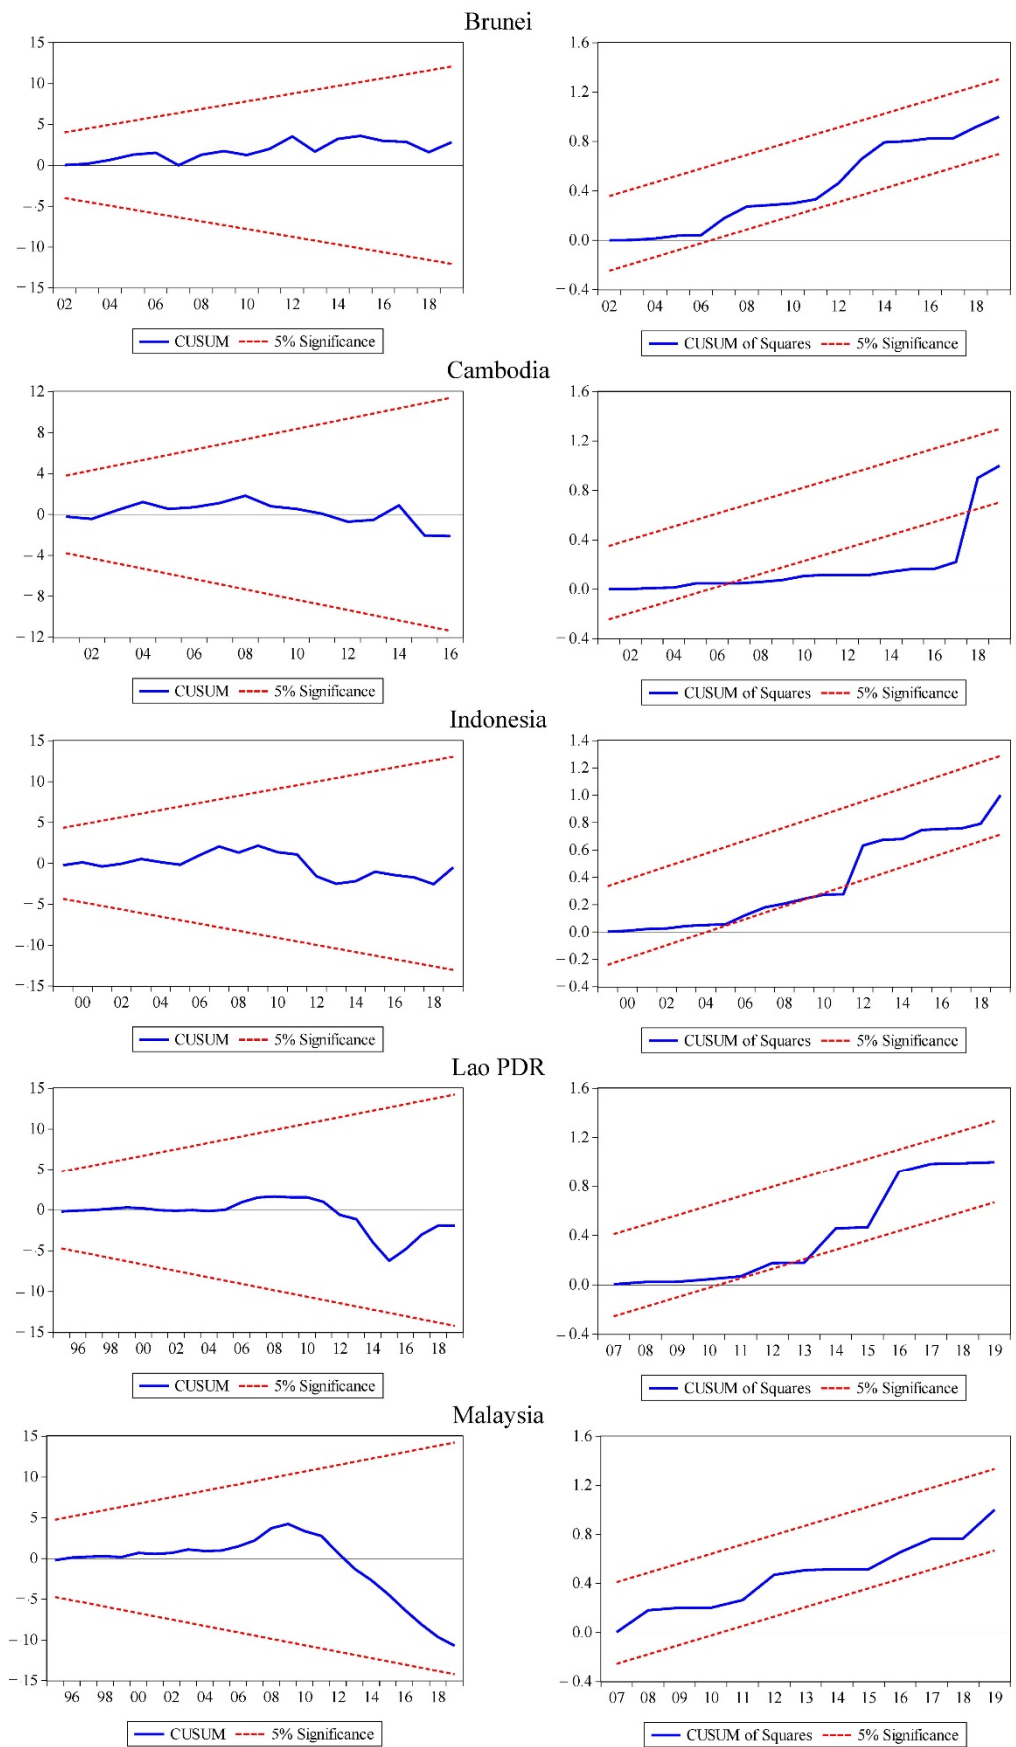 Brunei
15
10
5
0
−5
−10
−15
02 04 06 08 10 12 14 16 18
CUSUM 5% Significance
1.6
1.2
0.8
0.4
0.0
−0.4
02 04 06 08 10 12 14 16 18
CUSUM of Squares 5% Significance
Cambodia
12
8
4
0
−4
−8
−12
02 04 06 08 10 12 14 16
CUSUM 5% Significance
1.6
1.2
0.8
0.4
0.0
−0.4
02 04 06 08 10 12 14 16 18
CUSUM of Squares 5% Significance
Indonesia
15
10
5
0
−5
−10
−15
00 02 04 06 08 10 12 14 16 18
CUSUM 5% Significance
1.4
1.2
1.0
0.8
0.6
0.4
0.2
0.0
−0.2
−0.4
00 02 04 06 08 10 12 14 16 18
CUSUM of Squares 5% Significance
Lao PDR
15
10
5
0
−5
−10
−15
96 98 00 02 04 06 08 10 12 14 16 18
CUSUM 5% Significance
1.6
1.2
0.8
0.4
0.0
−0.4
07 08 09 10 11 12 13 14 15 16 17 18 19
CUSUM of Squares 5% Significance
Malaysia
15
10
5
0
−5
−10
−15
96 98 00 02 04 06 08 10 12 14 16 18
CUSUM 5% Significance
1.6
1.2
0.8
0.4
0.0
−0.4
07 08 09 10 11 12 13 14 15 16 17 18 19
CUSUM of Squares 5% Significance